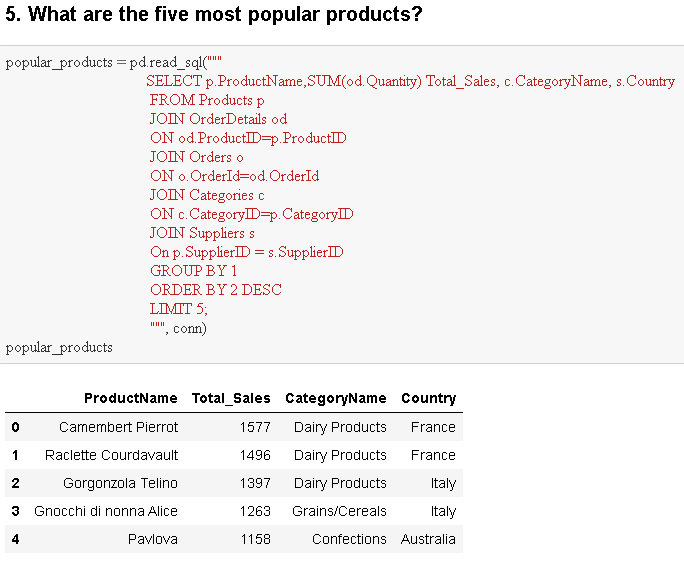 5. What are the five most popular products?
popular_products = pd.read_sql("""
SELECT p.ProductName,SUM(od.Quantity) Total_Sales, c.CategoryName, s.Country
FROM Products p
JOIN OrderDetails od
ON od.ProductID=p.ProductID
JOIN Orders o
ON o.OrderId=od.OrderId
JOIN Categories c
ON c.CategoryID=p.CategoryID
JOIN Suppliers s
On p.SupplierID = s.SupplierID
GROUP BY 1
ORDER BY 2 DESC
LIMIT 5;
""", conn)
popular_products
ProductName Total_Sales CategoryName Country
0 Camembert Pierrot 1577 Dairy Products France
1 Raclette Courdavault 1496 Dairy Products France
2 Gorgonzola Telino 1397 Dairy Products Italy
3 Gnocchi di nonna Alice 1263 Grains/Cereals Italy
4 Pavlova 1158 Confections Australia